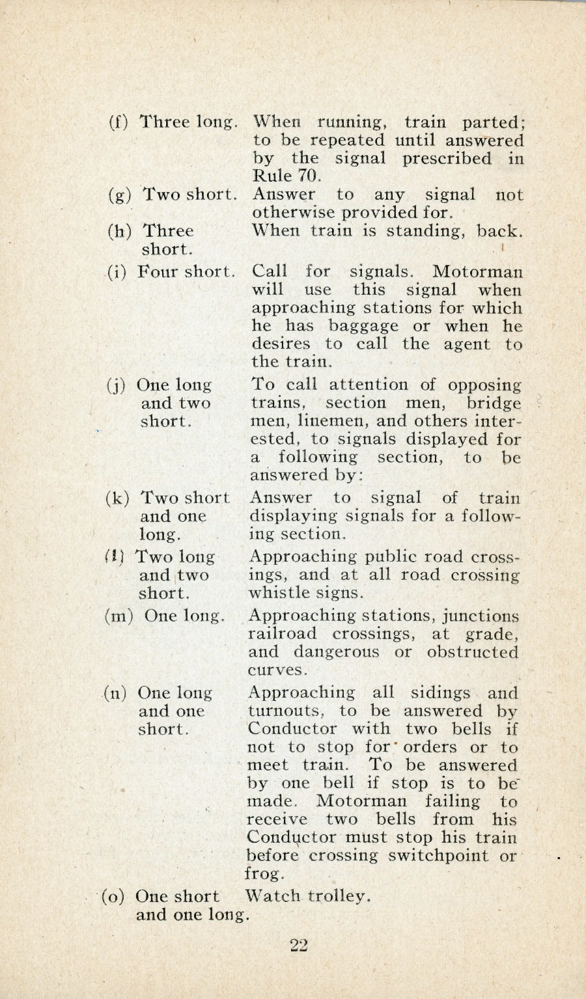 (f) Three long. When running, train parted;
to be repeated until answered
by the signal prescribed in
Rule 70.
(g) Two short. Answer to any signal not
otherwise provided for.
(h) Three When train is standing, back.
short.
(i) Four short. Call for signals. Motorman
will use this signal when
approaching stations for which
he has baggage or when he
desires to call the agent to
the train.
(j) One long To call attention of opposing
and two trains, section men, bridge
short. men, linemen, and others inter-
ested, to signals displayed for
a following section, to be
answered by:
(k) Two short Answer to signal of train
and one displaying signals for a follow-
long. ing section.
(l) Two long Approaching public road cross-
and two ings, and at all road crossing
short. whistle signs.
(m) One long. Approaching stations, junctions
railroad crossings, at grade,
and dangerous or obstructed
curves.
(n) One long Approaching all sidings and
and one turnouts, to be answered by
short. Conductor with two bells if
not to stop for orders or to
meet train. To be answered
by one bell if stop is to be
made. Motorman failing to
receive two bells from his
Conductor must stop his train
before crossing switchpoint or
frog.
(o) One short Watch trolley.
and one long.
22